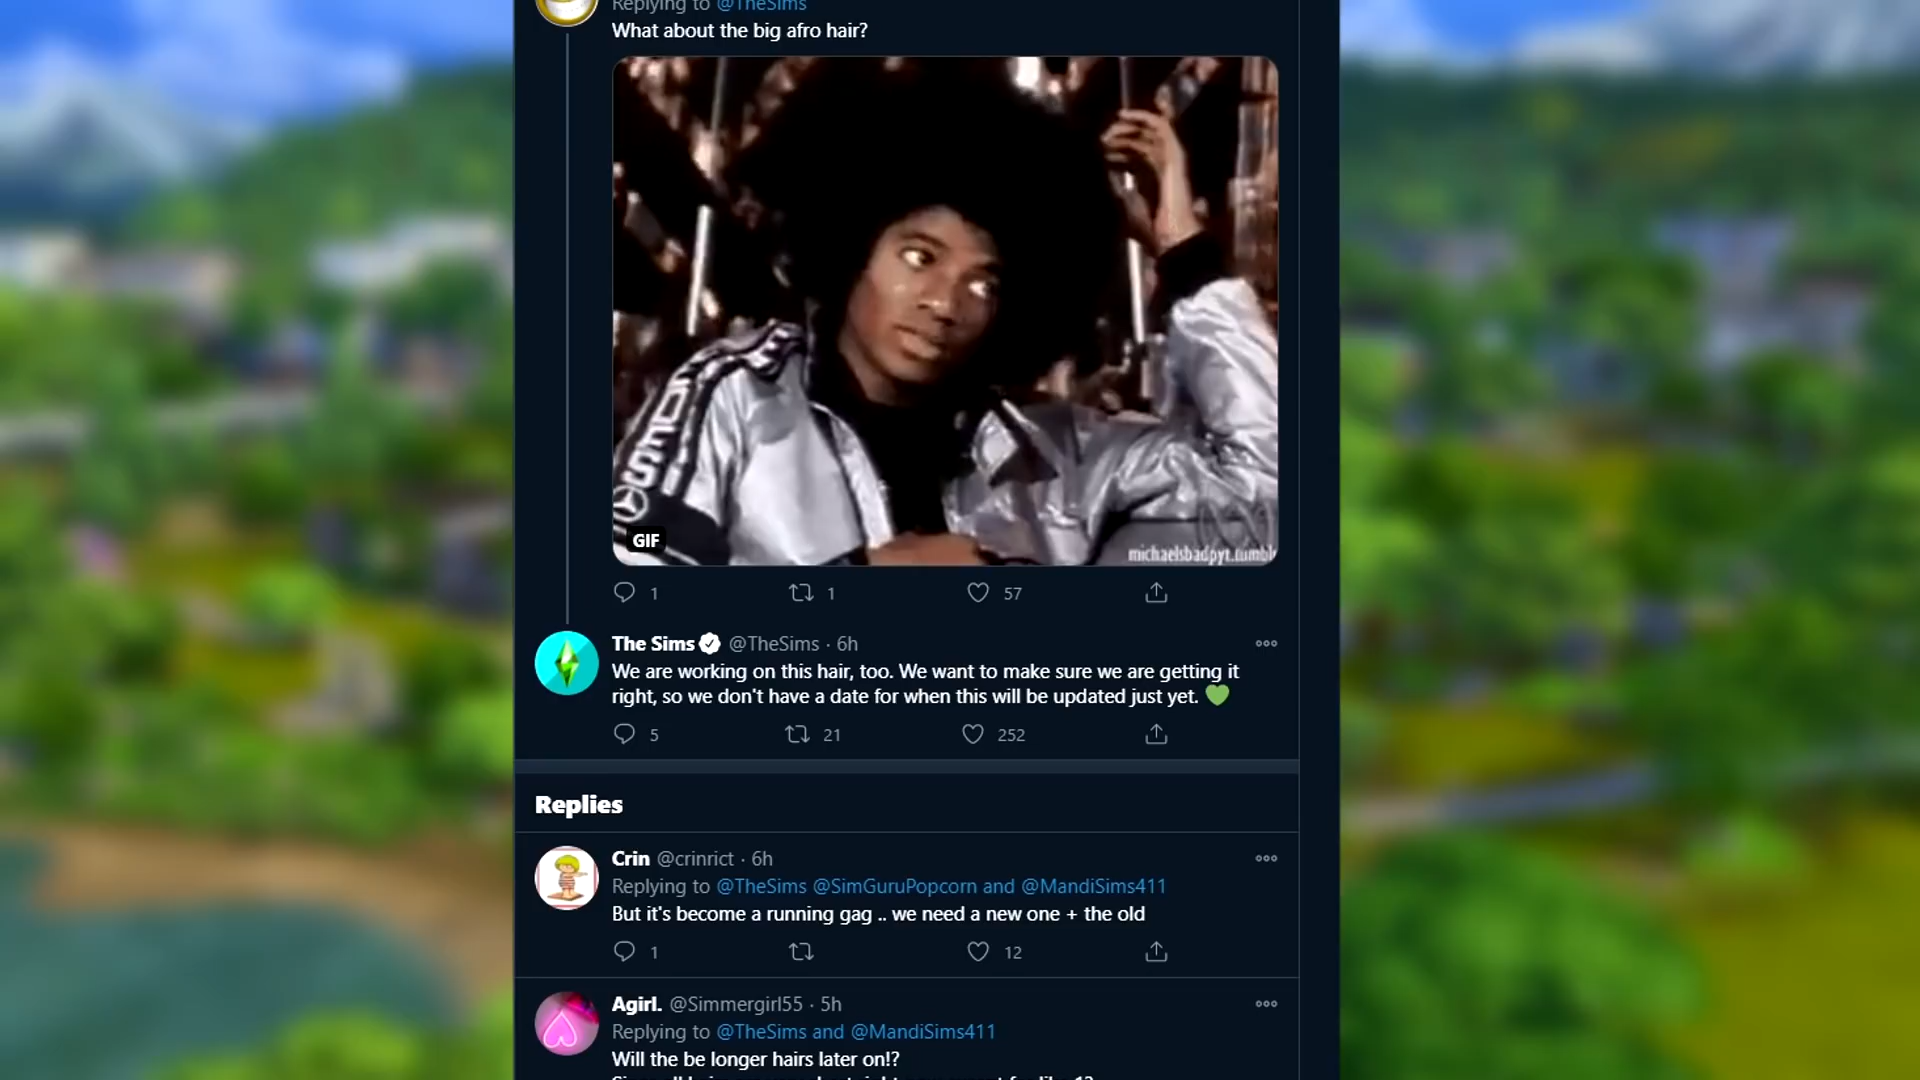 Replying to @TheSims
What about the big afro hair?
GIF
michaelsbadpyt.tumblr
1
1
57
The Sims @TheSims · 6h
We are working on this hair, too. We want to make sure we are getting it
right, so we don't have a date for when this will be updated just yet. 💚
5
21
252
Replies
Crin @crinrict · 6h
Replying to @TheSims @SimGuruPopcorn and @MandiSims411
But it's become a running gag .. we need a new one + the old
1
12
Agirl. @Simmergirl55 · 5h
Replying to @TheSims and @MandiSims411
Will the be longer hairs later on!?